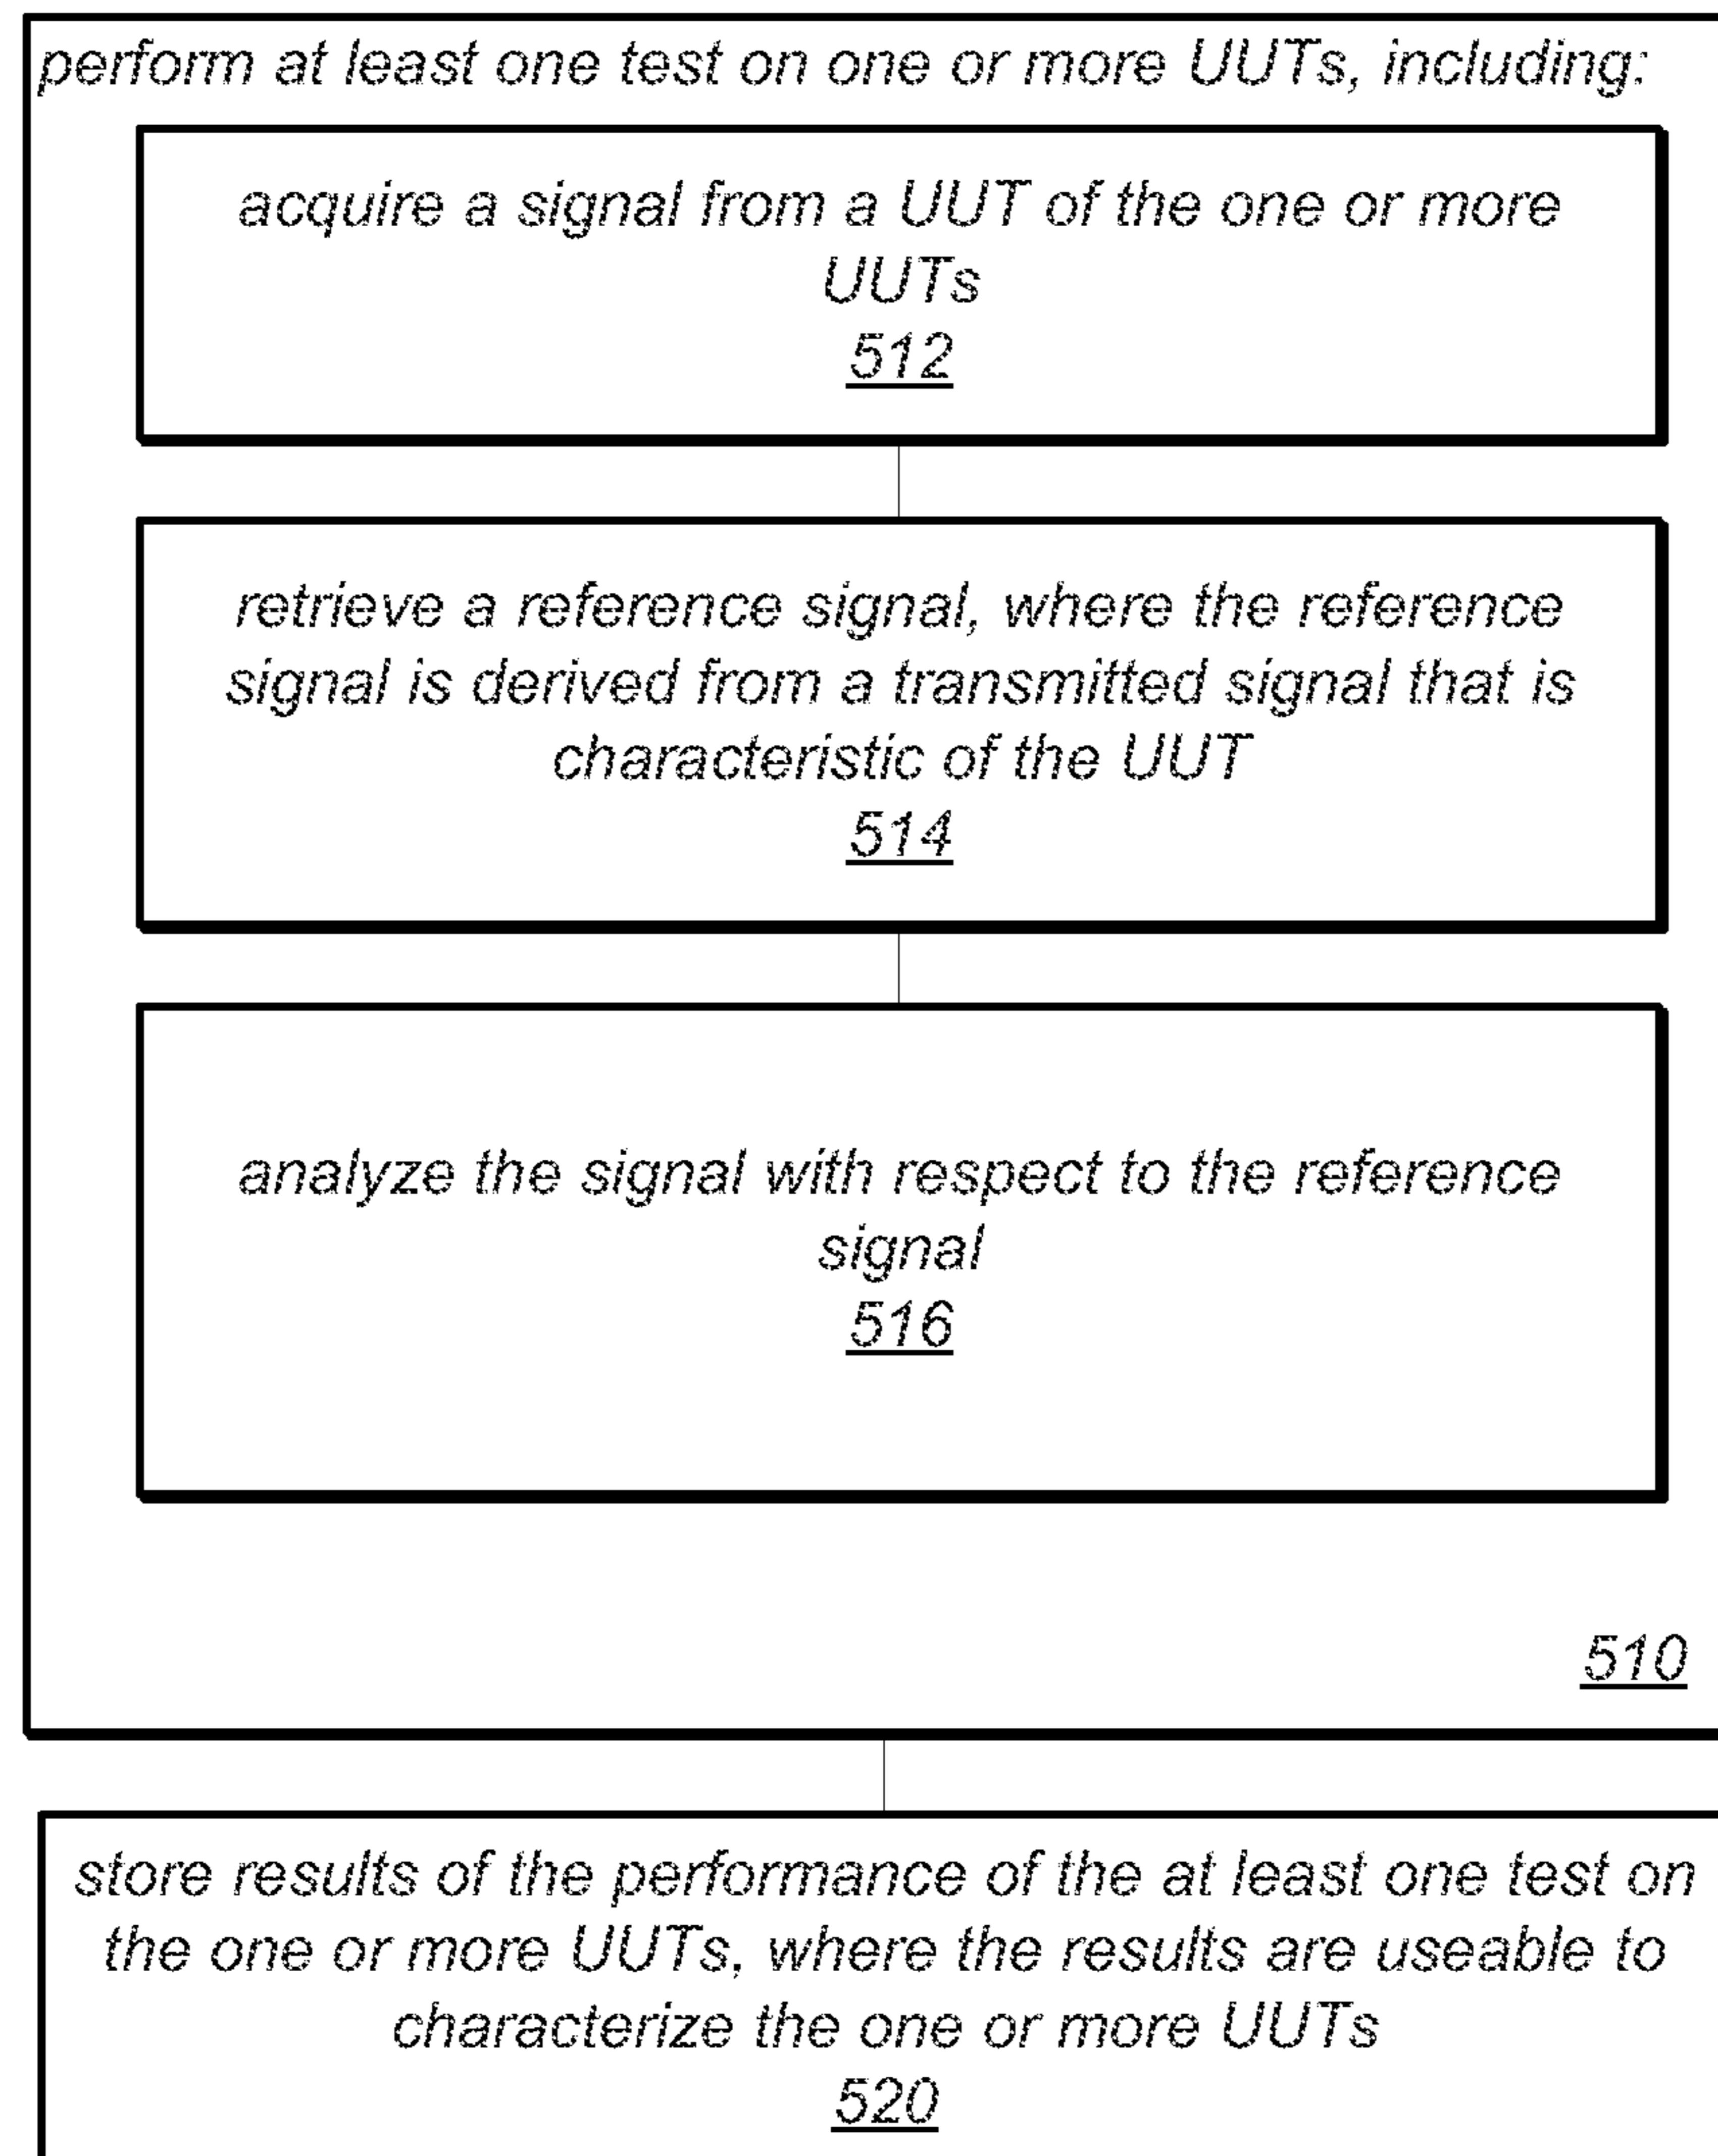 perform at least one test on one or more UUTs, including:
acquire a signal from a UUT of the one or more
UUTs
512
retrieve a reference signal, where the reference
signal is derived from a transmitted signal that is
characteristic of the UUT
514
analyze the signal with respect to the reference
signal
516
510
store results of the performance of the at least one test on
the one or more UUTs, where the results are useable to
characterize the one or more UUTs
520